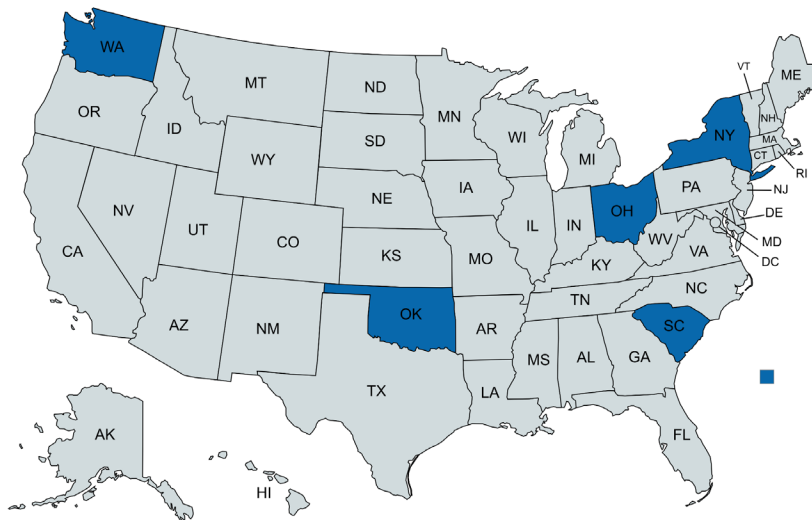 WA
MT
ND
MN
VT
ME
OR
ID
SD
WI
NH
NY
MA
WY
MI
CT
RI
IA
PA
NJ
NE
NV
OH
DE
UT
IL
IN
CO
WV
MD
CA
KS
MO
VA
DC
KY
NC
TN
AZ
NM
OK
AR
SC
MS
AL
GA
TX
LA
AK
FL
HI